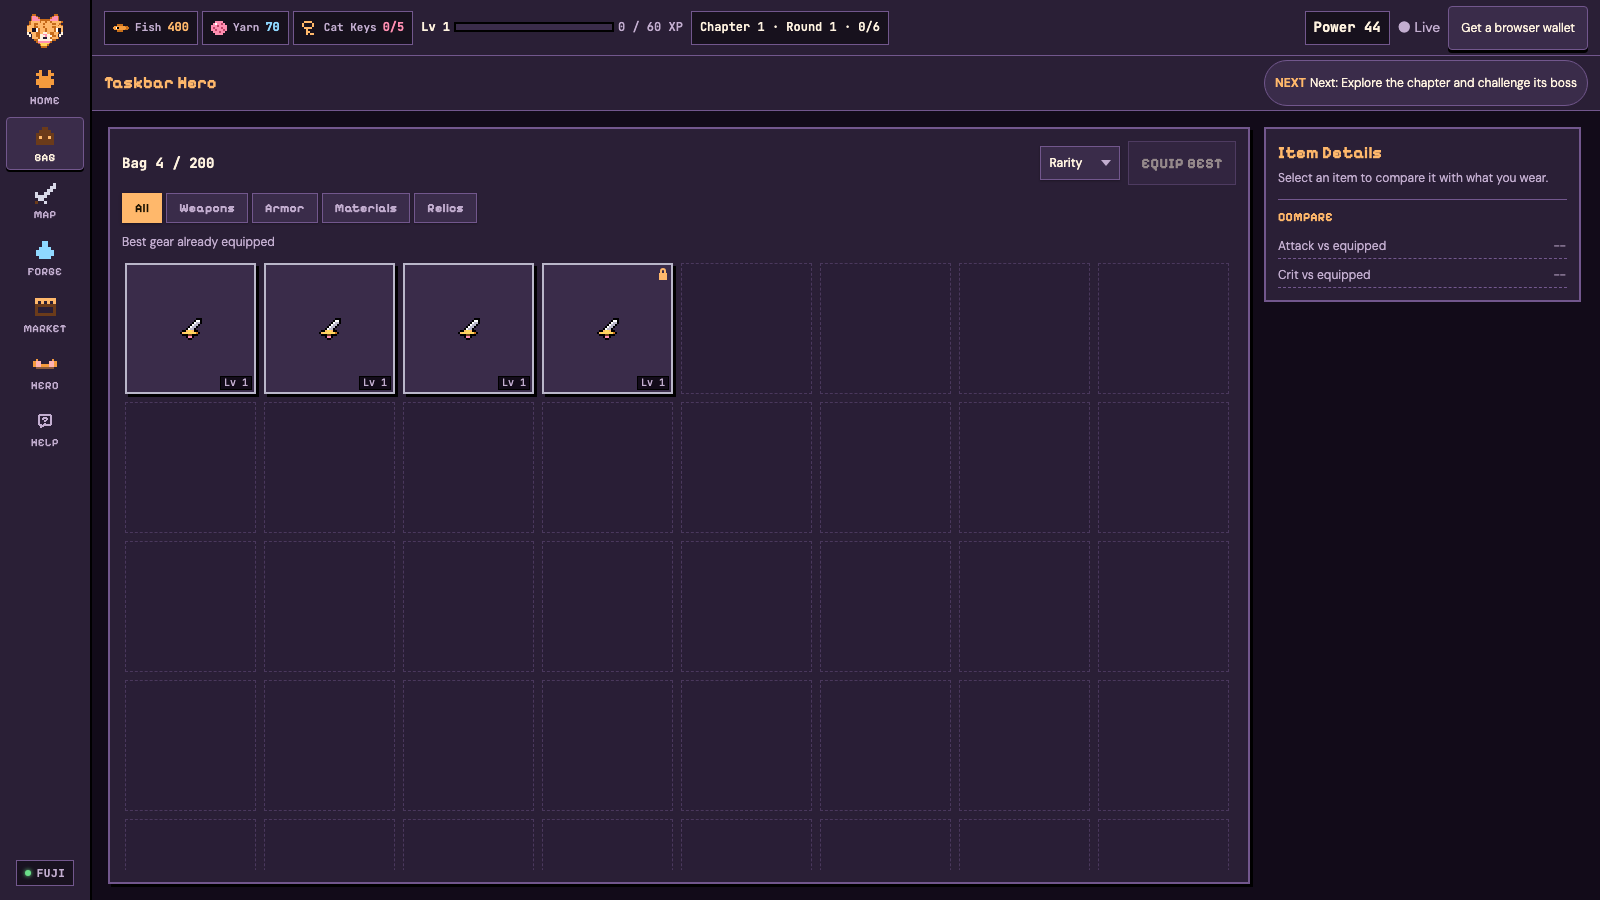 Fish 400
Yarn 70
Cat Keys 0/5
Lv 1
0 / 60 XP
Chapter 1 · Round 1 · 0/6
Power 44
Live
Get a browser wallet
HOME
BAG
MAP
FORGE
MARKET
HERO
HELP
FUJI
Taskbar Hero
NEXT Next: Explore the chapter and challenge its boss
Bag 4 / 200
Rarity
EQUIP BEST
All
Weapons
Armor
Materials
Relics
Best gear already equipped
Lv 1
Lv 1
Lv 1
Lv 1
Item Details
Select an item to compare it with what you wear.
COMPARE
Attack vs equipped --
Crit vs equipped --